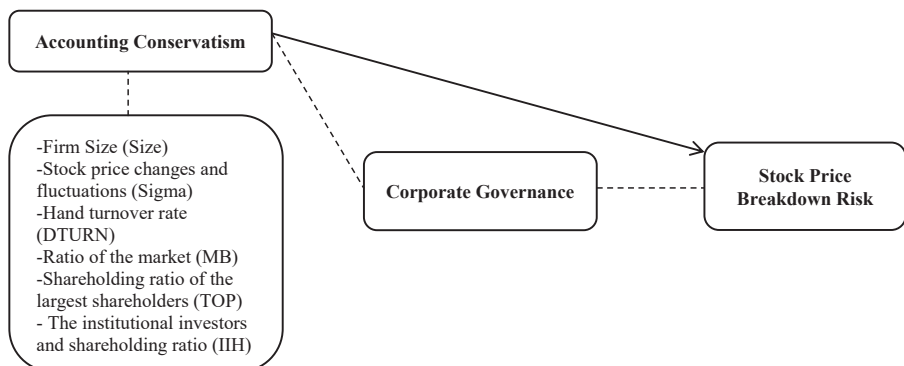 Accounting Conservatism
-Firm Size (Size)
-Stock price changes and
fluctuations (Sigma)
-Hand turnover rate
(DTURN)
-Ratio of the market (MB)
-Shareholding ratio of the
largest shareholders (TOP)
- The institutional investors
and shareholding ratio (IIH)
Corporate Governance
Stock Price
Breakdown Risk